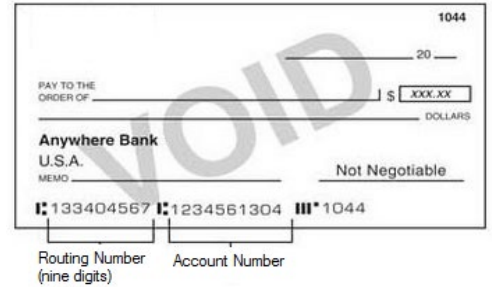 1044
20
PAY TO THE
ORDER OF
$ XXX.XX
DOLLARS
VOID
Anywhere Bank
U.S.A.
MEMO
Not Negotiable
⑆133404567 ⑆1234561304 ⑈1044
Routing Number
(nine digits)
Account Number